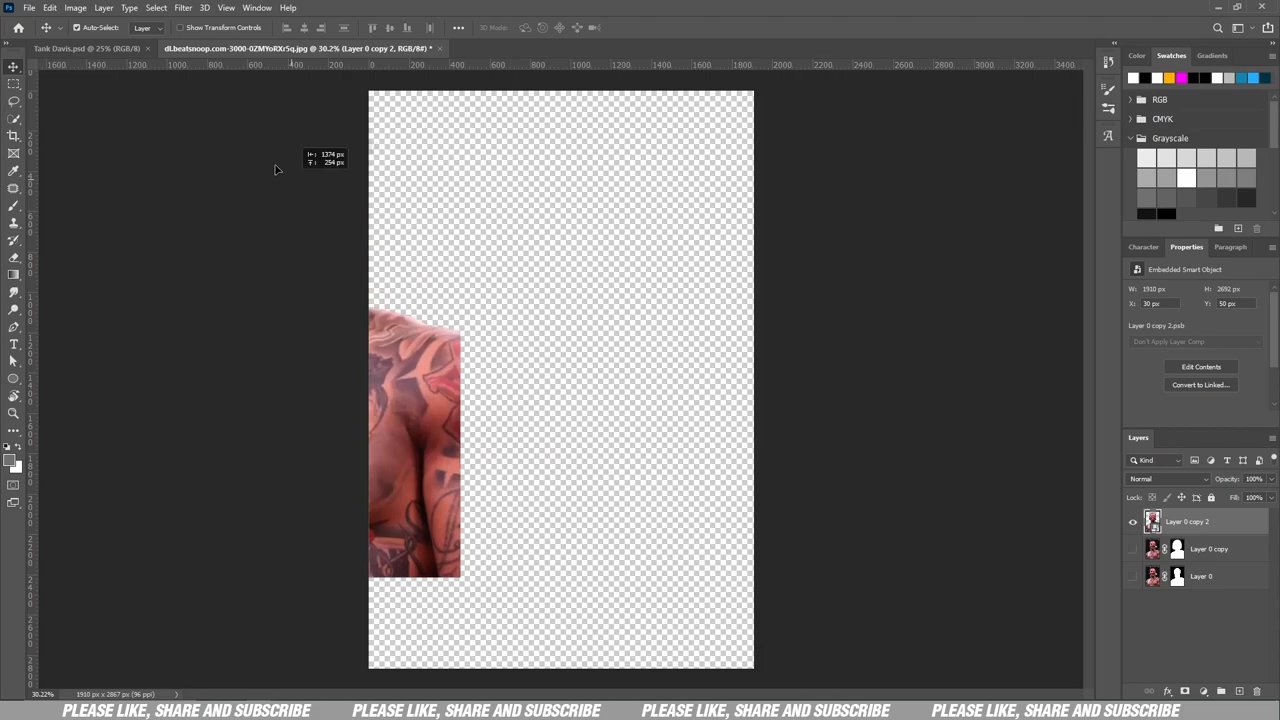 Ps File Edit Image Layer Type Select Filter 3D View Window Help
Auto-Select: Layer Show Transform Controls 3D Mode:
Tank Davis.psd @ 25% (RGB/8) × dl.beatsnoop.com-3000-0ZMYoRXr5q.jpg @ 30.2% (Layer 0 copy 2, RGB/8#) * ×
1600 1400 1200 1000 800 600 400 200 0 200 400 600 800 1000 1200 1400 1600 1800 2000 2200 2400 2600 2800 3000 3200 3400
1374 px
254 px
Color Swatches Gradients
RGB
CMYK
Grayscale
Character Properties Paragraph
Embedded Smart Object
W: 1910 px H: 2692 px
X: 30 px Y: 50 px
Layer 0 copy 2.psb
Don't Apply Layer Comp
Edit Contents
Convert to Linked...
Layers
Kind
Normal Opacity: 100%
Lock: Fill: 100%
Layer 0 copy 2
Layer 0 copy
Layer 0
30.22% 1910 px x 2867 px (96 ppi)
PLEASE LIKE, SHARE AND SUBSCRIBE PLEASE LIKE, SHARE AND SUBSCRIBE PLEASE LIKE, SHARE AND SUBSCRIBE PLEASE LIKE, SHARE AND SUBSCRIBE